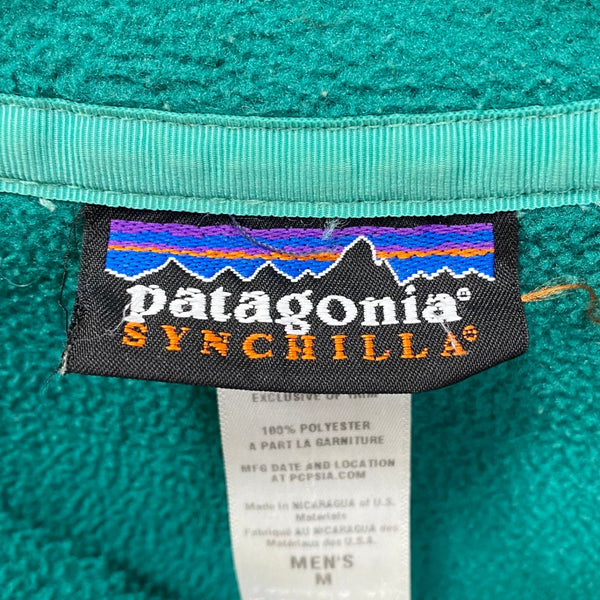 patagonia®
SYNCHILLA®
EXCLUSIVE OF TRIM
100% POLYESTER
A PART LA GARNITURE
MFG DATE AND LOCATION
AT PCPSIA.COM
Made in NICARAGUA of U.S.
Materials
Fabriqué AU NICARAGUA des
Matériaux des U.S.A.
MEN'S
M